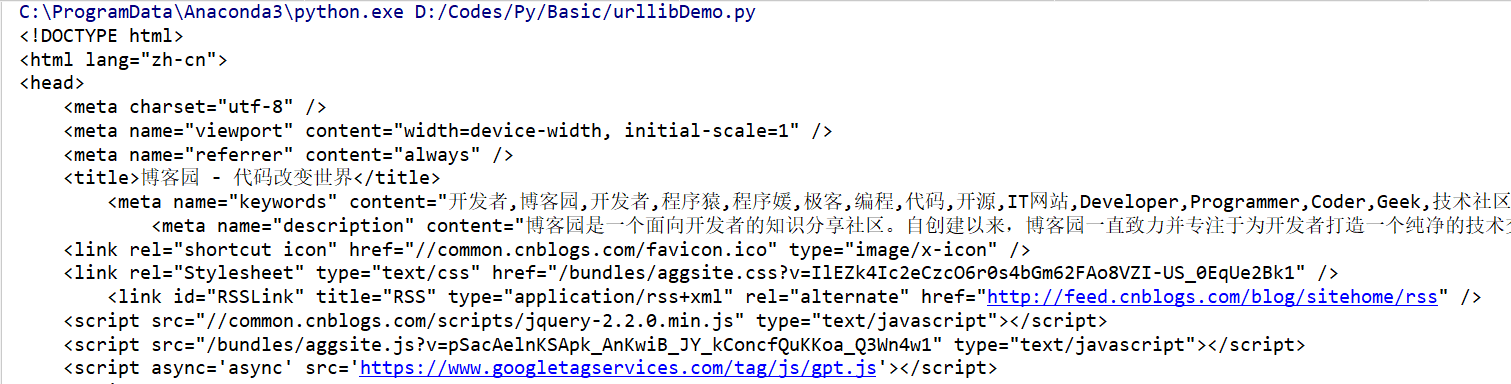 C:\ProgramData\Anaconda3\python.exe D:/Codes/Py/Basic/urllibDemo.py
<!DOCTYPE html>
<html lang="zh-cn">
<head>
    <meta charset="utf-8" />
    <meta name="viewport" content="width=device-width, initial-scale=1" />
    <meta name="referrer" content="always" />
    <title>博客园 - 代码改变世界</title>
        <meta name="keywords" content="开发者,博客园,开发者,程序猿,程序媛,极客,编程,代码,开源,IT网站,Developer,Programmer,Coder,Geek,技术社区
            <meta name="description" content="博客园是一个面向开发者的知识分享社区。自创建以来，博客园一直致力并专注于为开发者打造一个纯净的技术
    <link rel="shortcut icon" href="//common.cnblogs.com/favicon.ico" type="image/x-icon" />
    <link rel="Stylesheet" type="text/css" href="/bundles/aggsite.css?v=IlEZk4Ic2eCzcO6r0s4bGm62FAo8VZI-US_0EqUe2Bk1" />
        <link id="RSSLink" title="RSS" type="application/rss+xml" rel="alternate" href="http://feed.cnblogs.com/blog/sitehome/rss" />
    <script src="//common.cnblogs.com/scripts/jquery-2.2.0.min.js" type="text/javascript"></script>
    <script src="/bundles/aggsite.js?v=pSacAelnKSApk_AnKwiB_JY_kConcfQuKKoa_Q3Wn4w1" type="text/javascript"></script>
    <script async='async' src='https://www.googletagservices.com/tag/js/gpt.js'></script>